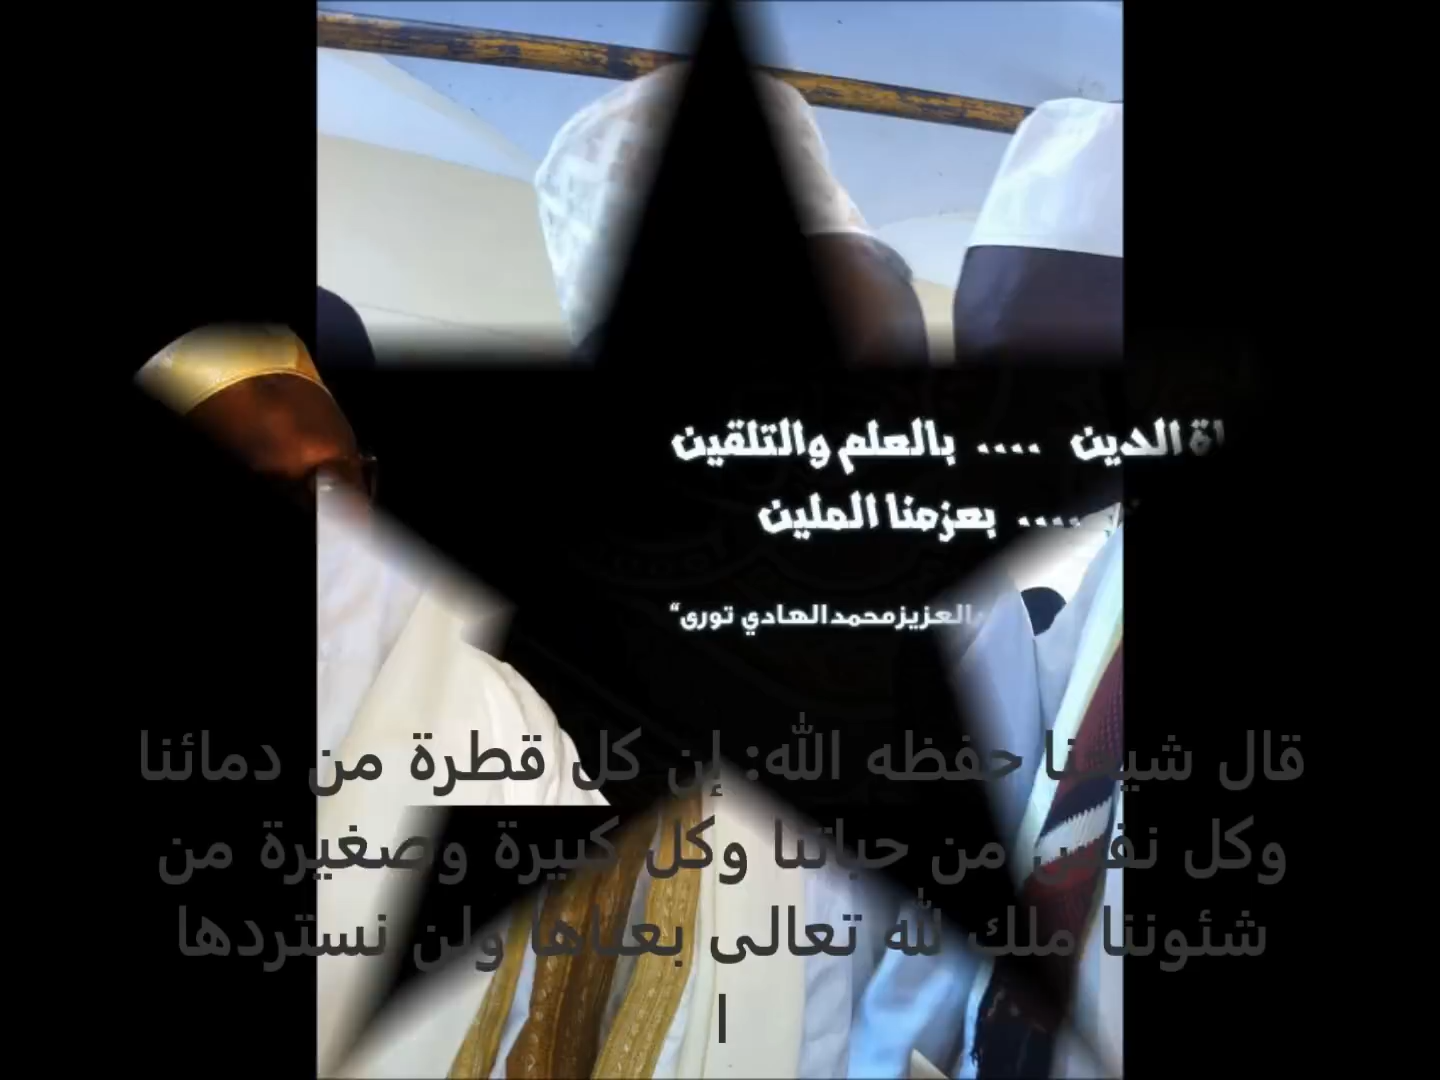 الدين .... بالعلم والتلقين
.... بعزمنا المليـن
العزيز محمد الهادي توري"
قال شيخنا حفظه الله: إن كل قطرة من دمائنا
وكل نفس من حياتنا وكل كبيرة وصغيرة من
شئوننا ملك لله تعالى بعناها ولن نستردها
ا